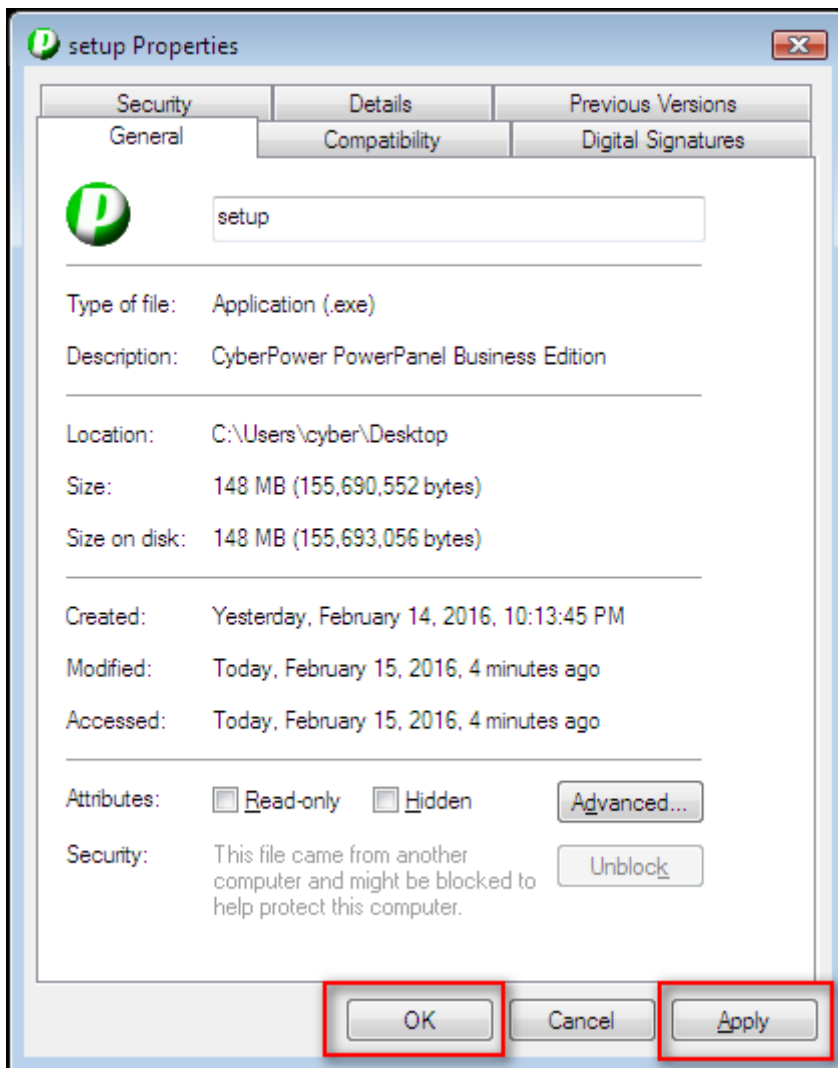 setup Properties
Security Details Previous Versions
General Compatibility Digital Signatures
setup
Type of file: Application (.exe)
Description: CyberPower PowerPanel Business Edition
Location: C:\Users\cyber\Desktop
Size: 148 MB (155,690,552 bytes)
Size on disk: 148 MB (155,693,056 bytes)
Created: Yesterday, February 14, 2016, 10:13:45 PM
Modified: Today, February 15, 2016, 4 minutes ago
Accessed: Today, February 15, 2016, 4 minutes ago
Attributes: Read-only Hidden Advanced...
Security: This file came from another
computer and might be blocked to
help protect this computer.
Unblock
OK Cancel Apply